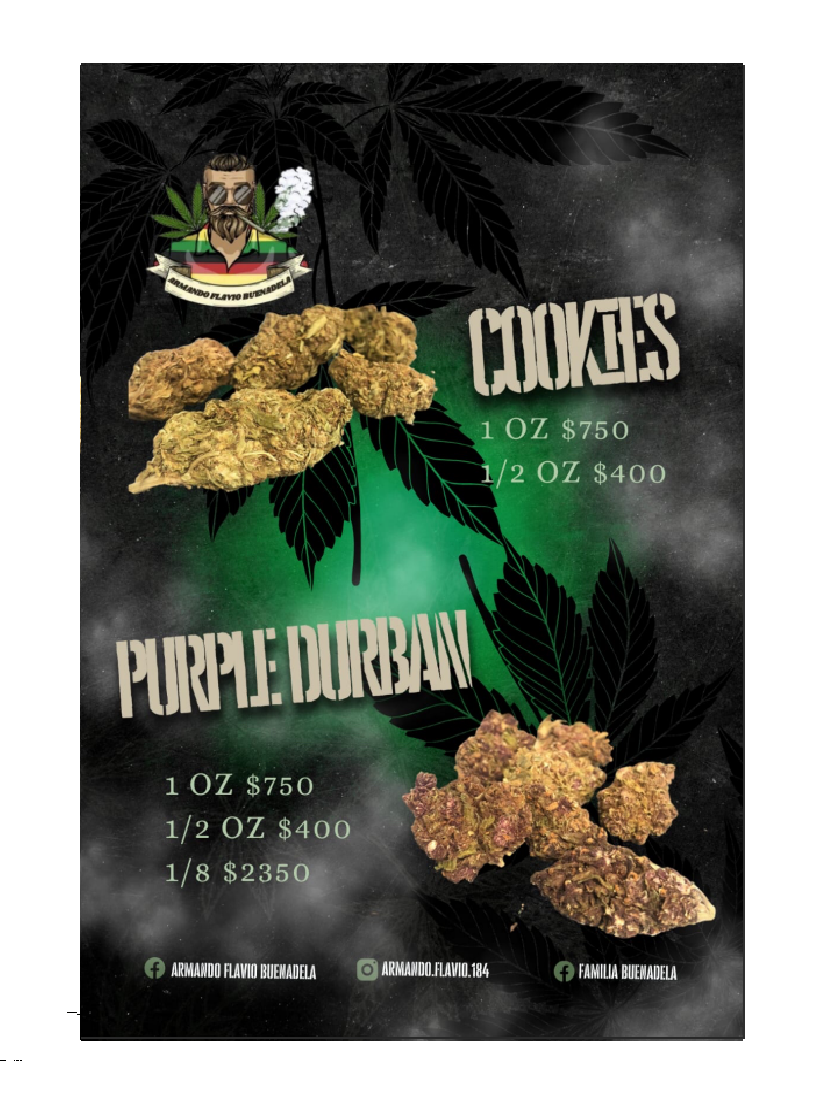 ARMANDO FLAVIO BUENADELA
COOKIES
1 OZ $750
1/2 OZ $400
PURPLE DURBAN
1 OZ $750
1/2 OZ $400
1/8 $2350
ARMANDO FLAVIO BUENADELA
ARMANDO.FLAVIO.184
FAMILIA BUENADELA